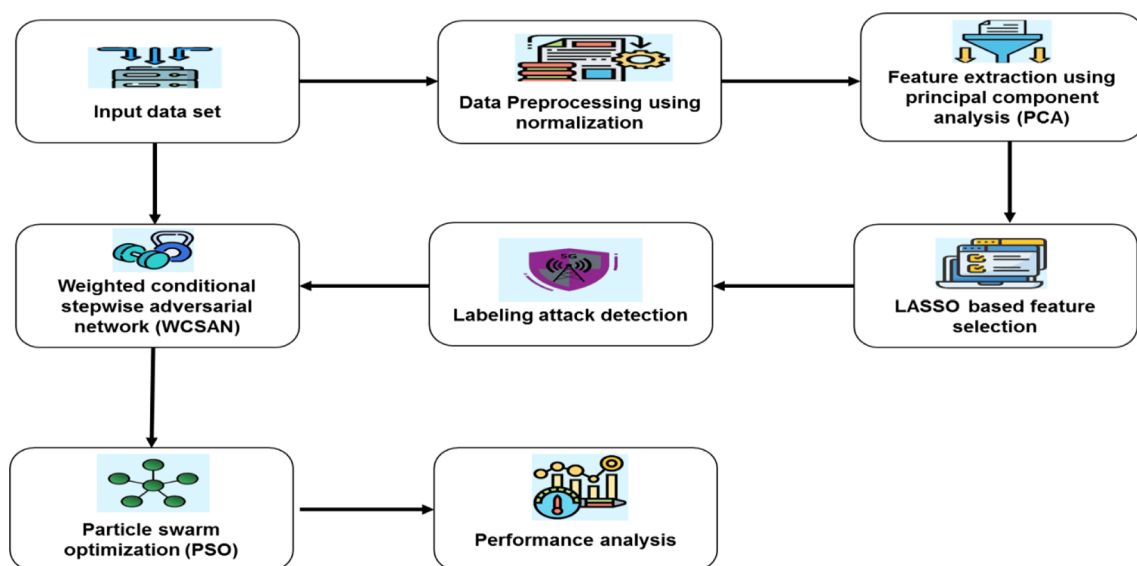 Input data set
Data Preprocessing using
normalization
Feature extraction using
principal component
analysis (PCA)
Weighted conditional
stepwise adversarial
network (WCSAN)
5G
Labeling attack detection
LASSO based feature
selection
Particle swarm
optimization (PSO)
Performance analysis